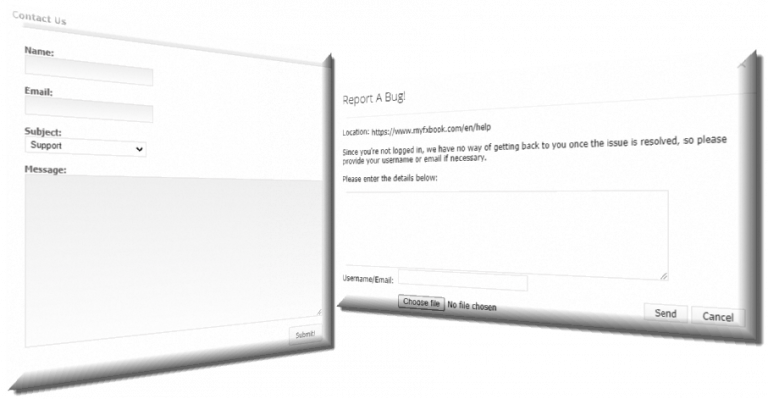 Contact Us
Name:
Email:
Subject:
Support
Message:
Submit!
Report A Bug!
Location: https://www.myfxbook.com/en/help
Since you're not logged in, we have no way of getting back to you once the issue is resolved, so please
provide your username or email if necessary.
Please enter the details below:
Username/Email:
Choose file No file chosen
Send Cancel